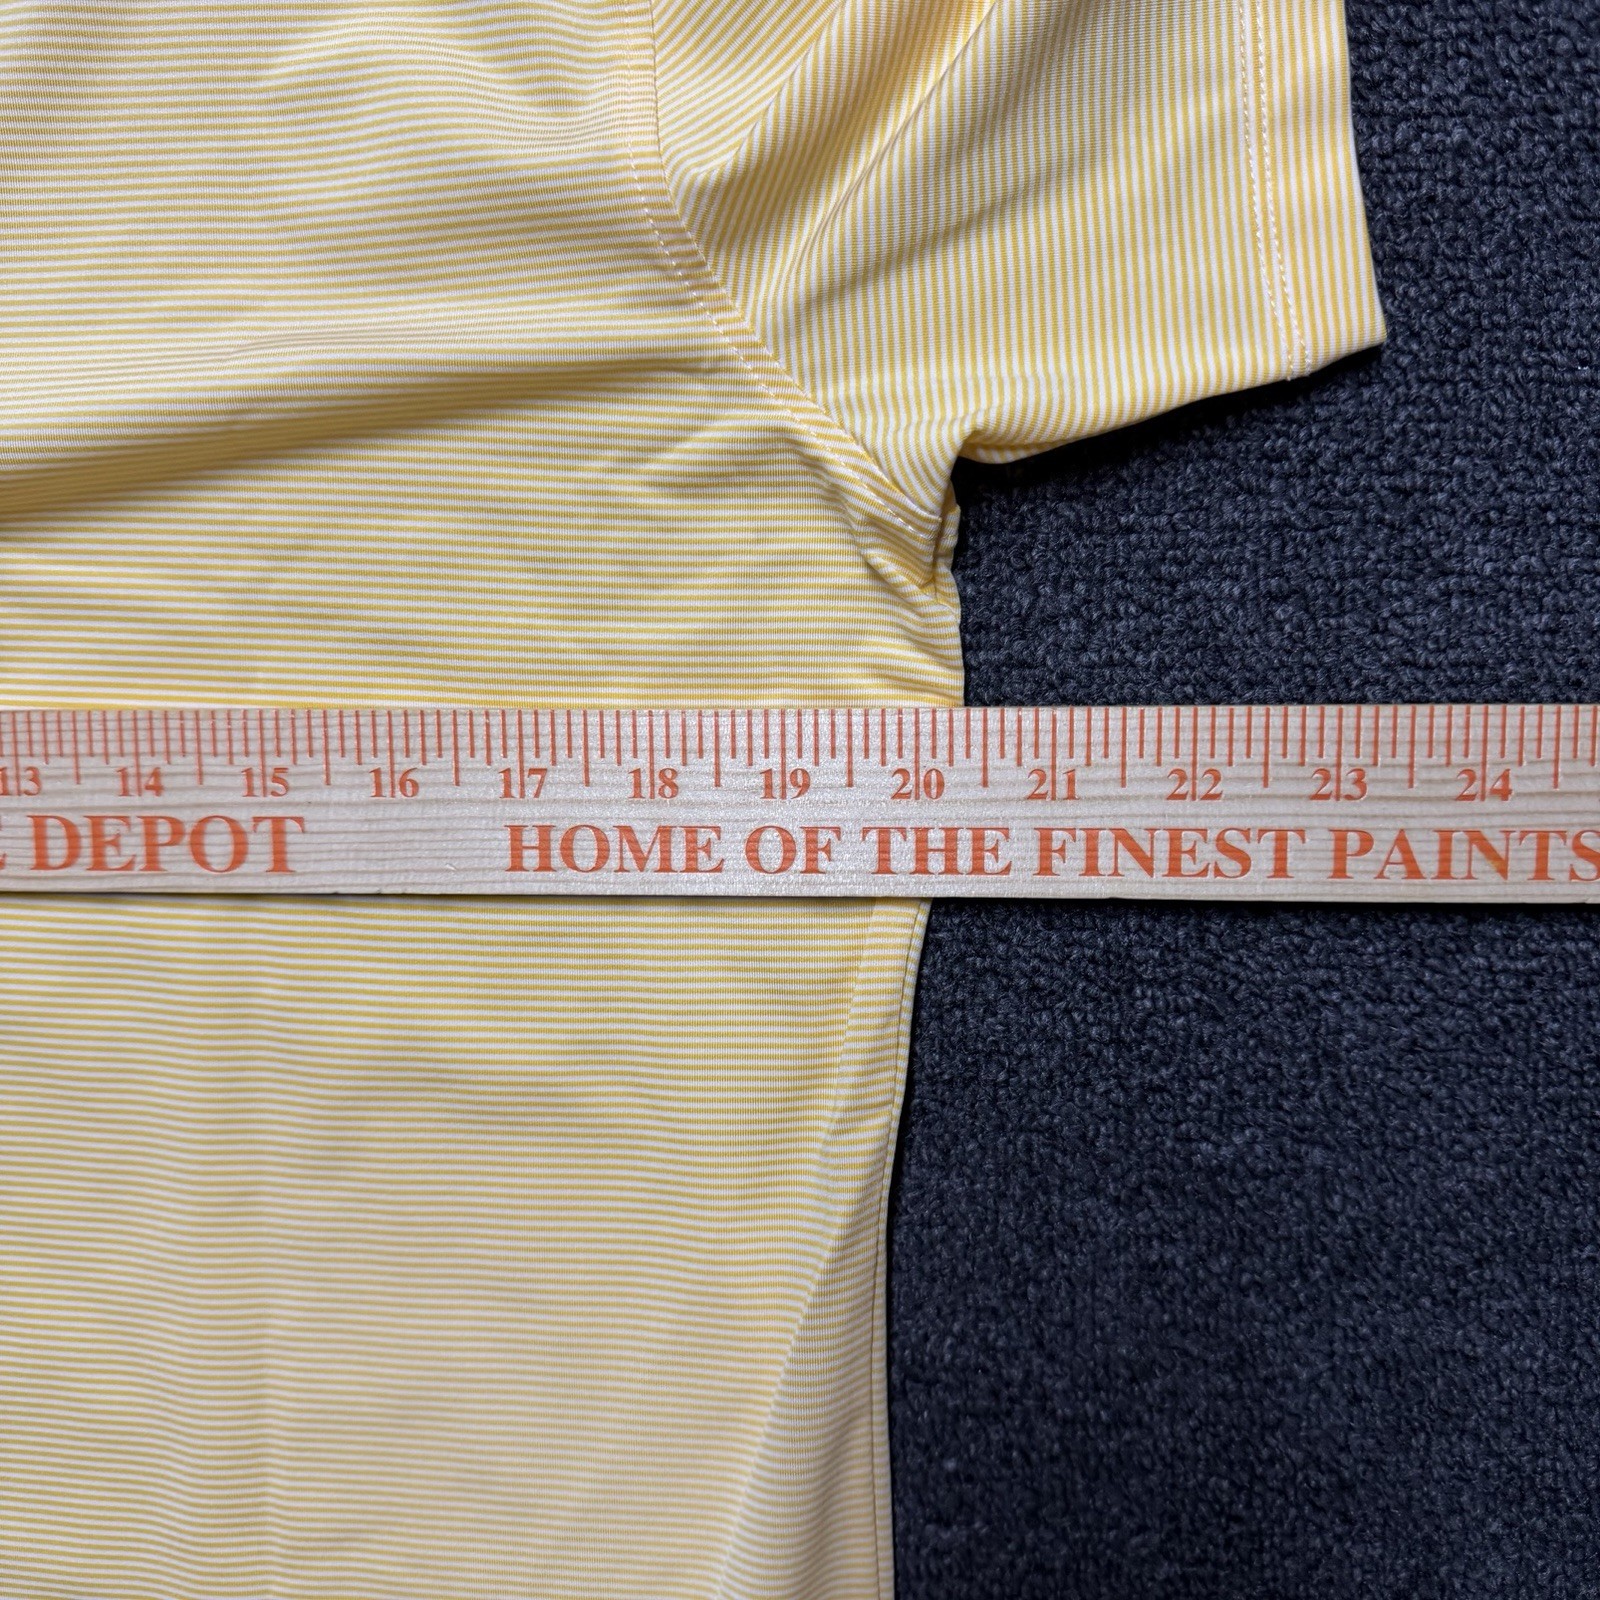 13 14 15 16 17 18 19 20 21 22 23 24
DEPOT HOME OF THE FINEST PAINTS